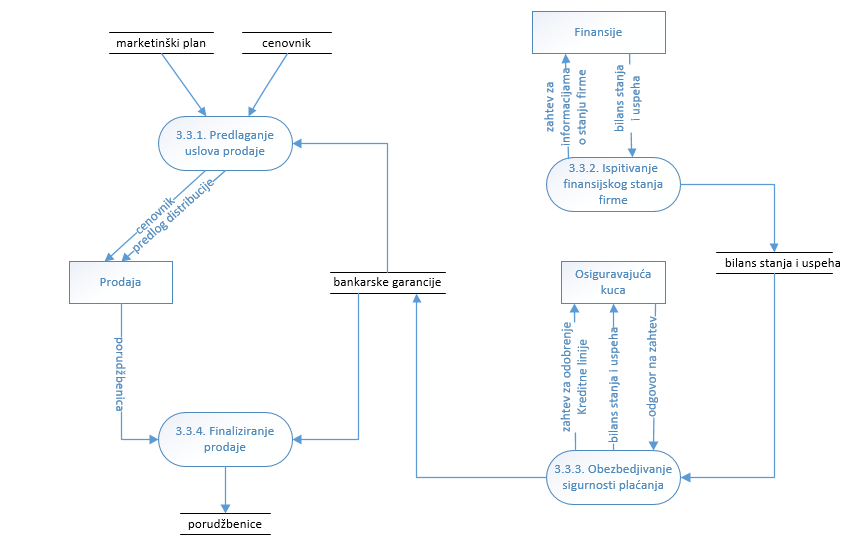 marketinški plan
cenovnik
Finansije
zahtev za
informacijama
o stanju firme
bilans stanja
i uspeha
3.3.1. Predlaganje
uslova prodaje
3.3.2. Ispitivanje
finansijskog stanja
firme
cenovnik
predlog distribucije
Prodaja
bankarske garancije
Osiguravajuća
kuca
bilans stanja i uspeha
porudžbenica
zahtev za odobrenje
Kreditne linije
bilans stanja i uspeha
odgovor na zahtev
3.3.4. Finaliziranje
prodaje
3.3.3. Obezbedjivanje
sigurnosti plaćanja
porudžbenice